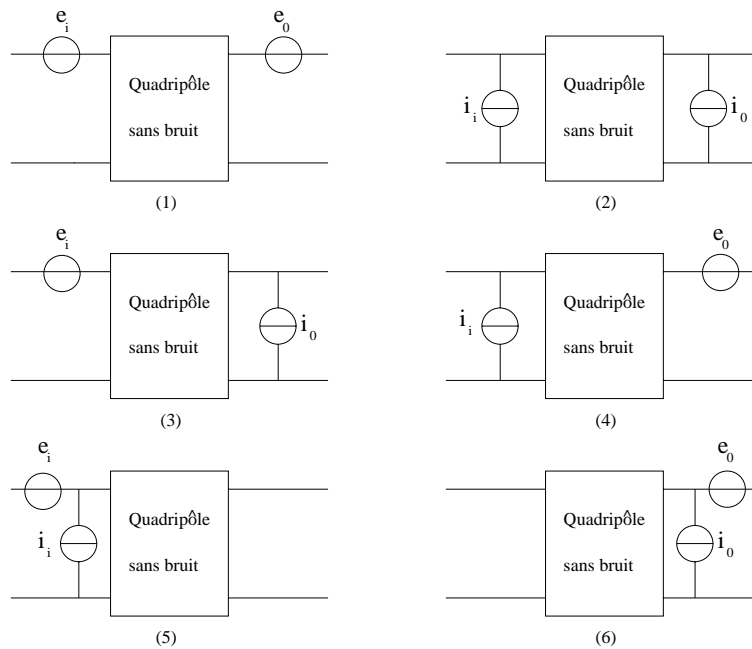 e_i
e_0
Quadripôle
sans bruit
(1)
i_i
Quadripôle
sans bruit
i_0
(2)
e_i
Quadripôle
sans bruit
i_0
(3)
e_0
i_i
Quadripôle
sans bruit
(4)
e_i
i_i
Quadripôle
sans bruit
(5)
e_0
Quadripôle
sans bruit
i_0
(6)